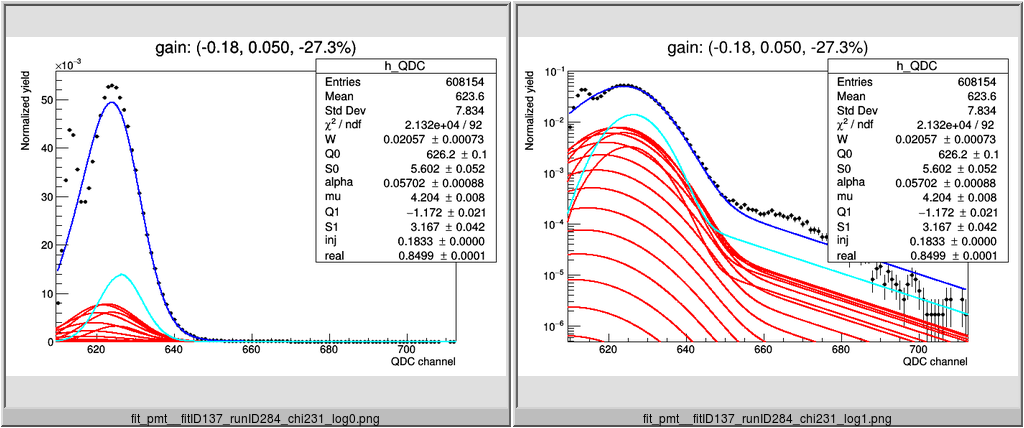 gain: (-0.18, 0.050, -27.3%)
×10⁻³
Normalized yield
50
40
30
20
10
0
620 640 660 680 700
QDC channel
h_QDC
Entries 608154
Mean 623.6
Std Dev 7.834
χ² / ndf 2.132e+04 / 92
W 0.02057 ± 0.00073
Q0 626.2 ± 0.1
S0 5.602 ± 0.052
alpha 0.05702 ± 0.00088
mu 4.204 ± 0.008
Q1 −1.172 ± 0.021
S1 3.167 ± 0.042
inj 0.1833 ± 0.0000
real 0.8499 ± 0.0001
fit_pmt__fitID137_runID284_chi231_log0.png
gain: (-0.18, 0.050, -27.3%)
Normalized yield
10⁻¹
10⁻²
10⁻³
10⁻⁴
10⁻⁵
10⁻⁶
620 640 660 680 700
QDC channel
h_QDC
Entries 608154
Mean 623.6
Std Dev 7.834
χ² / ndf 2.132e+04 / 92
W 0.02057 ± 0.00073
Q0 626.2 ± 0.1
S0 5.602 ± 0.052
alpha 0.05702 ± 0.00088
mu 4.204 ± 0.008
Q1 −1.172 ± 0.021
S1 3.167 ± 0.042
inj 0.1833 ± 0.0000
real 0.8499 ± 0.0001
fit_pmt__fitID137_runID284_chi231_log1.png